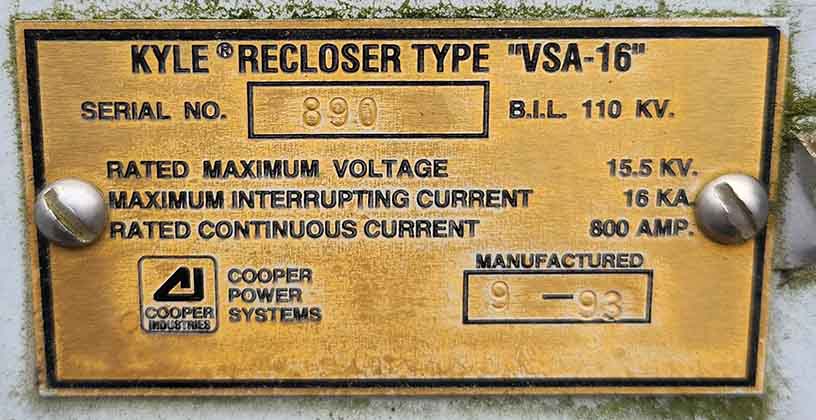 KYLE® RECLOSER TYPE "VSA-16"
SERIAL NO. 890 B.I.L. 110 KV.
RATED MAXIMUM VOLTAGE 15.5 KV.
MAXIMUM INTERRUPTING CURRENT 16 KA.
RATED CONTINUOUS CURRENT 800 AMP.
COOPER INDUSTRIES
COOPER
POWER
SYSTEMS
MANUFACTURED
9-93